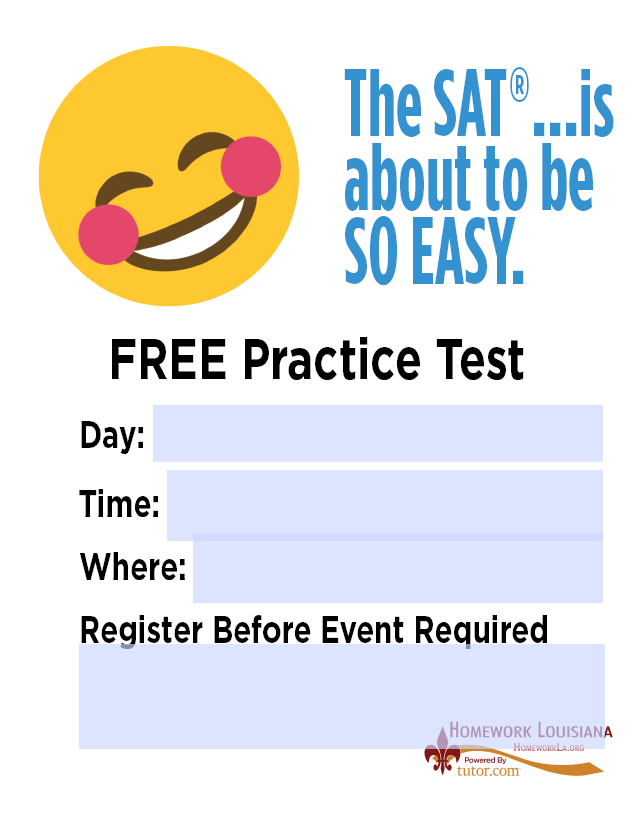 The SAT®...is
about to be
SO EASY.
FREE Practice Test
Day:
Time:
Where:
Register Before Event Required
HOMEWORK LOUISIANA
HOMEWORKLA.ORG
Powered By
tutor.com